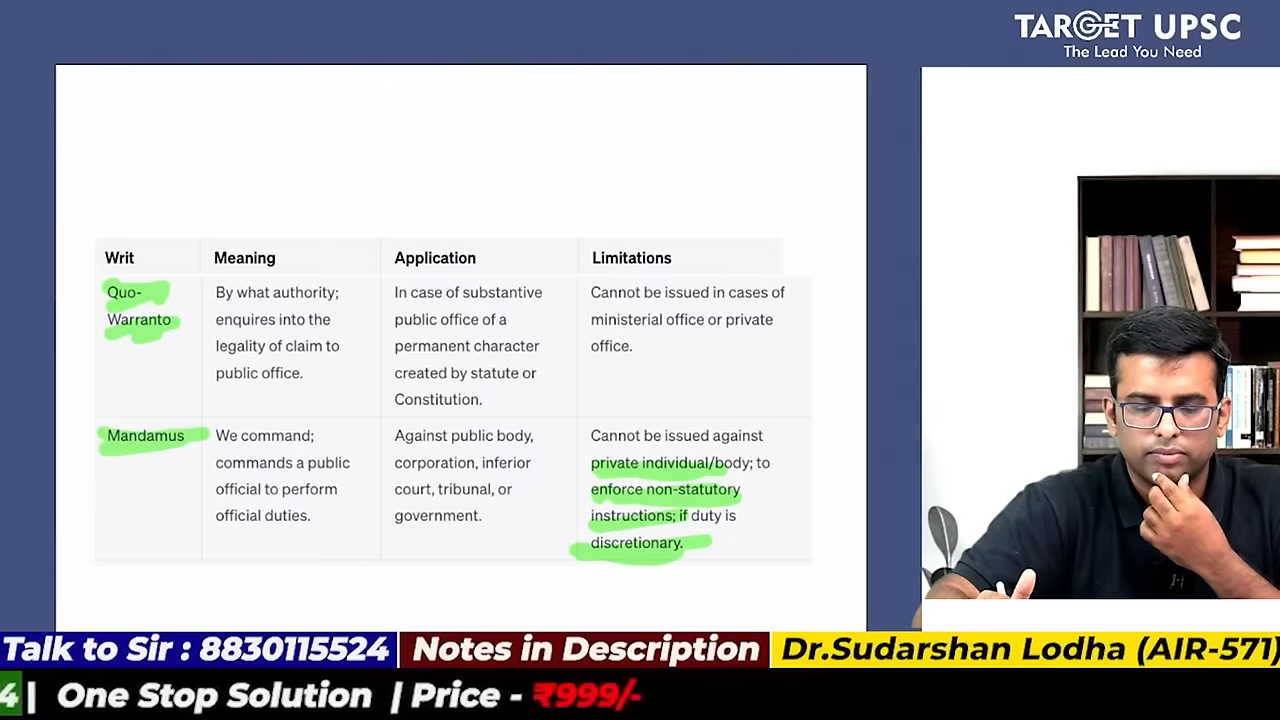 TARGET UPSC
The Lead You Need
Writ Meaning Application Limitations
Quo-
Warranto
By what authority;
enquires into the
legality of claim to
public office.
In case of substantive
public office of a
permanent character
created by statute or
Constitution.
Cannot be issued in cases of
ministerial office or private
office.
Mandamus
We command;
commands a public
official to perform
official duties.
Against public body,
corporation, inferior
court, tribunal, or
government.
Cannot be issued against
private individual/body; to
enforce non-statutory
instructions; if duty is
discretionary.
Talk to Sir : 8830115524 Notes in Description Dr.Sudarshan Lodha (AIR-571)
4 | One Stop Solution | Price - ₹999/-